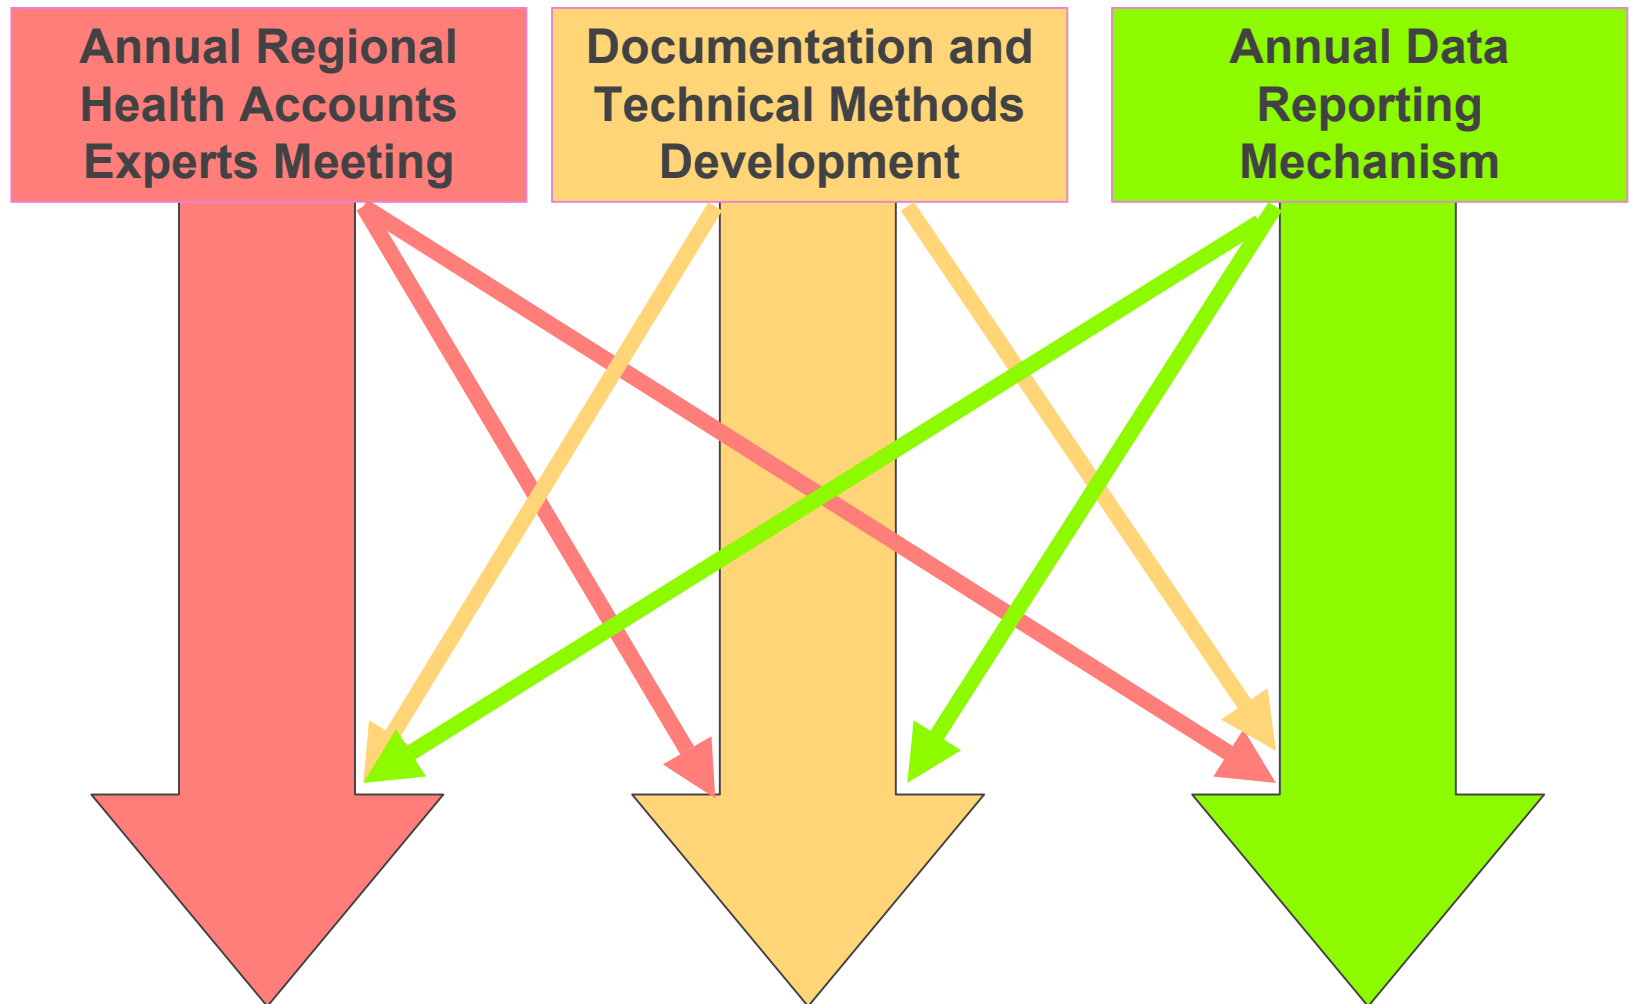 Annual Regional
Health Accounts
Experts Meeting
Documentation and
Technical Methods
Development
Annual Data
Reporting
Mechanism